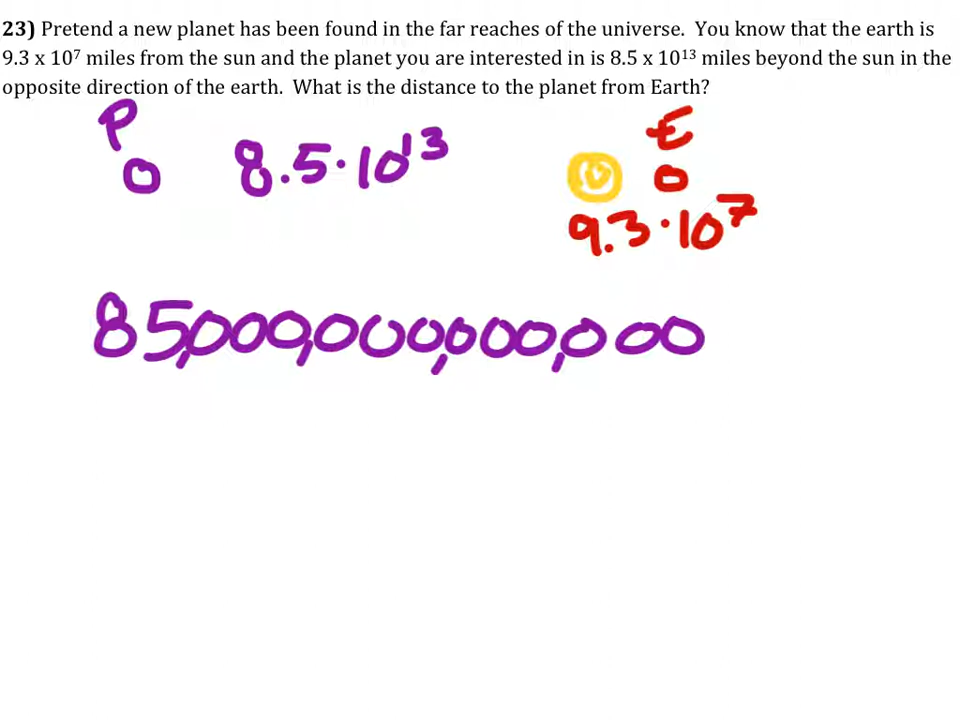 23) Pretend a new planet has been found in the far reaches of the universe. You know that the earth is
9.3 x 10⁷ miles from the sun and the planet you are interested in is 8.5 x 10¹³ miles beyond the sun in the
opposite direction of the earth. What is the distance to the planet from Earth?
P E
8.5·10¹³
9.3·10⁷
85,000,000,000,000